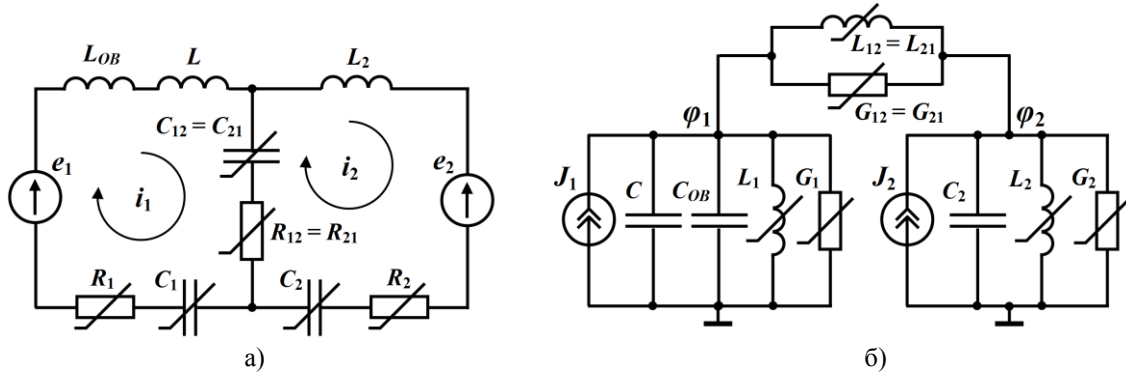 L_OB L L_2
C_12 = C_21
e_1 i_1 i_2 e_2
R_12 = R_21
R_1 C_1 C_2 R_2
а)
L_12 = L_21
G_12 = G_21
φ_1 φ_2
J_1 C C_OB L_1 G_1 J_2 C_2 L_2 G_2
б)